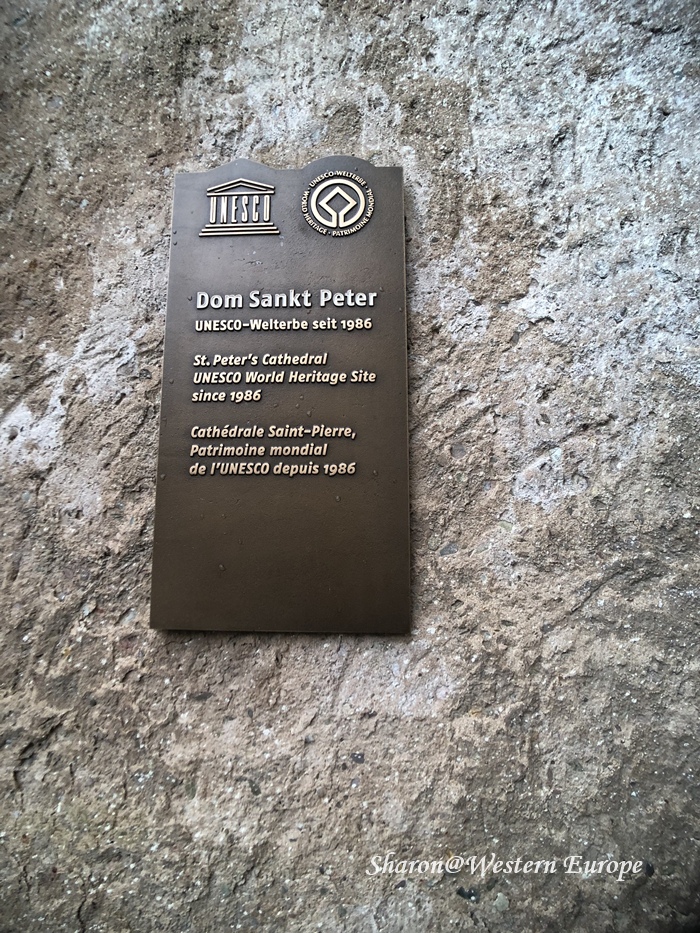 UNESCO
UNESCO-WELTERBE · WORLD HERITAGE · PATRIMOINE MONDIAL ·
Dom Sankt Peter
UNESCO-Welterbe seit 1986
St. Peter's Cathedral
UNESCO World Heritage Site
since 1986
Cathédrale Saint-Pierre,
Patrimoine mondial
de l'UNESCO depuis 1986
Sharon@Western Europe